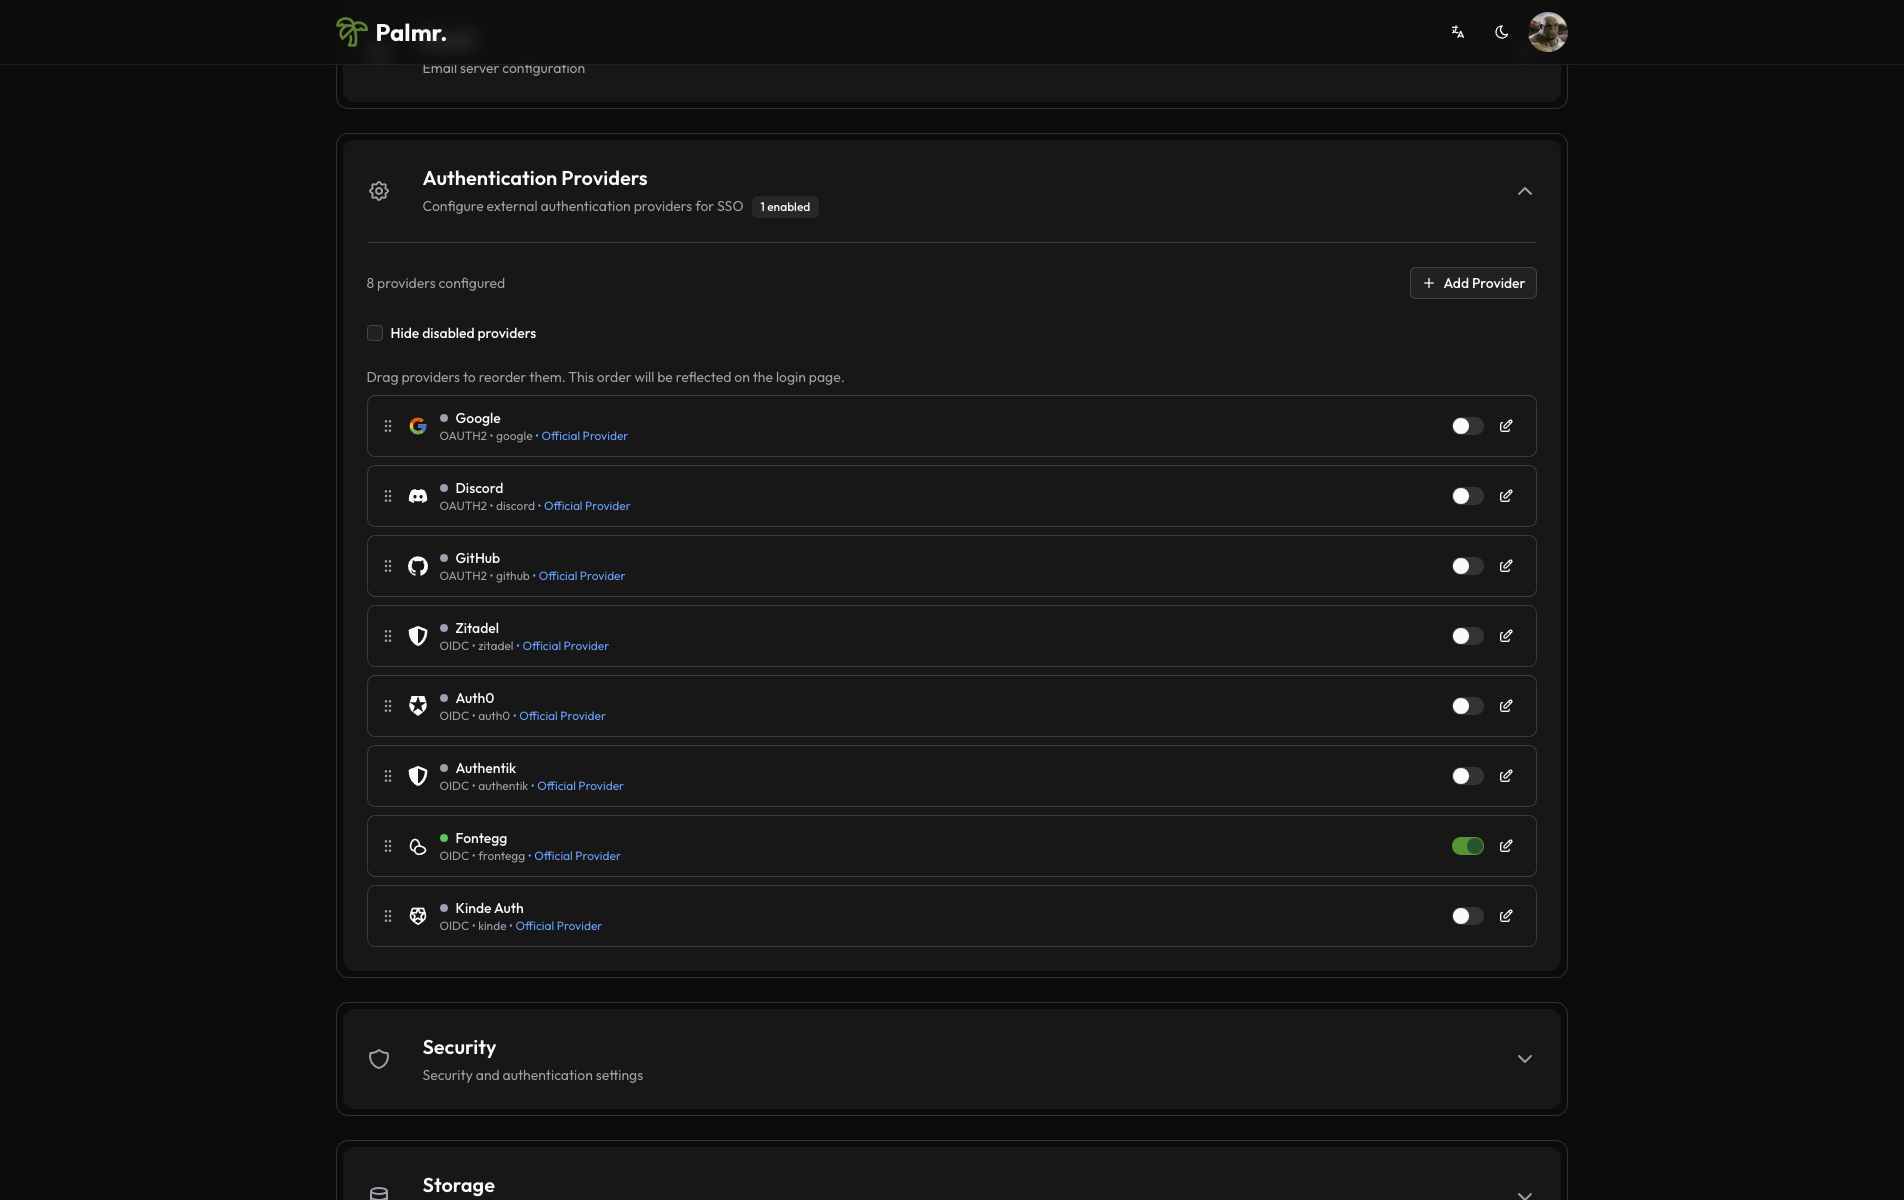 Palmr.
Email server configuration
Authentication Providers
Configure external authentication providers for SSO 1 enabled
8 providers configured
Add Provider
Hide disabled providers
Drag providers to reorder them. This order will be reflected on the login page.
Google
OAUTH2 • google • Official Provider
Discord
OAUTH2 • discord • Official Provider
GitHub
OAUTH2 • github • Official Provider
Zitadel
OIDC • zitadel • Official Provider
Auth0
OIDC • auth0 • Official Provider
Authentik
OIDC • authentik • Official Provider
Fontegg
OIDC • frontegg • Official Provider
Kinde Auth
OIDC • kinde • Official Provider
Security
Security and authentication settings
Storage